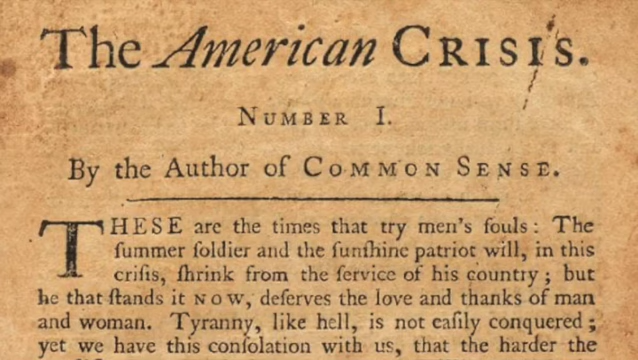 The American CRISIS.
NUMBER I.
By the Author of COMMON SENSE.
THESE are the times that try men's ſouls: The
ſummer ſoldier and the ſunſhine patriot will, in this
criſis, ſhrink from the ſervice of his country; but
he that ſtands it NOW, deſerves the love and thanks of man
and woman. Tyranny, like hell, is not eaſily conquered;
yet we have this conſolation with us, that the harder the